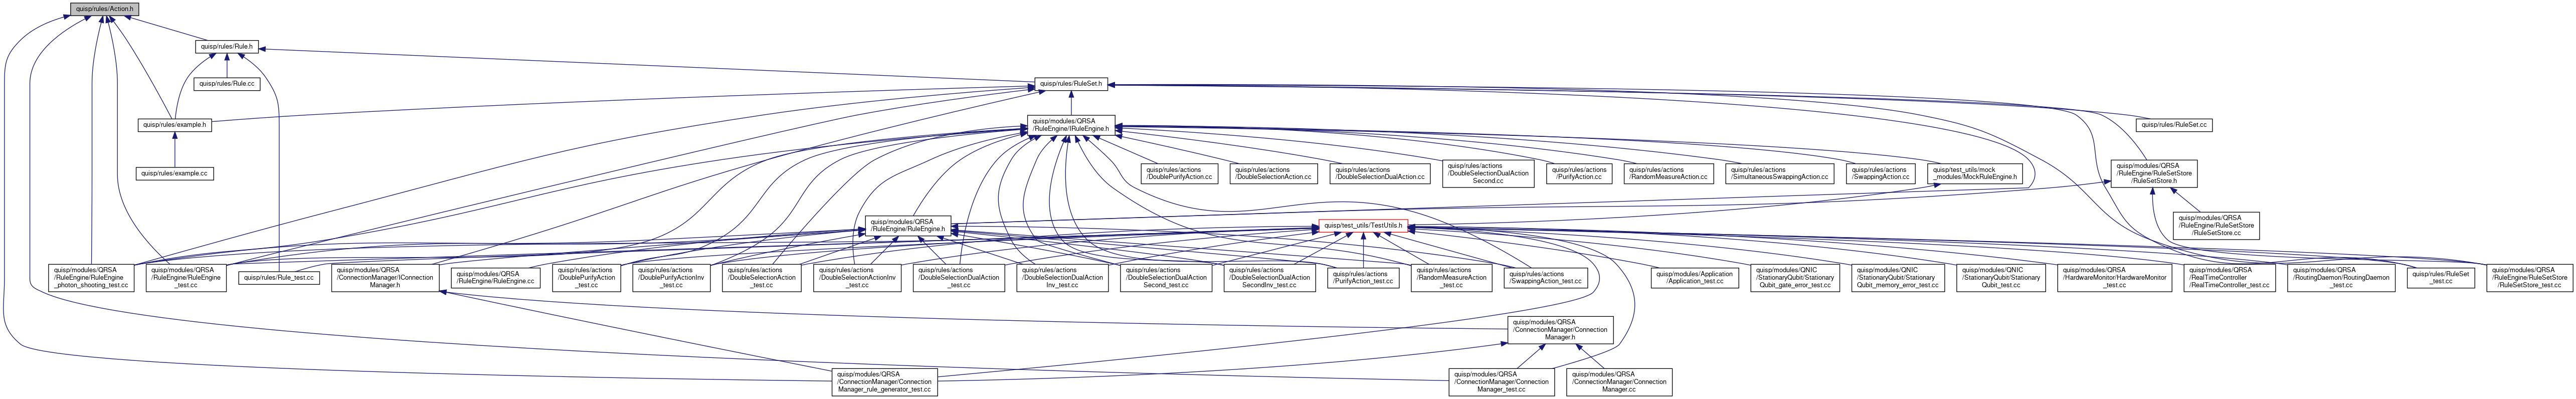 quisp/rules/Action.h
quisp/rules/Rule.h
quisp/rules/Rule.cc
quisp/rules/RuleSet.h
quisp/rules/example.h
quisp/modules/QRSA
/RuleEngine/IRuleEngine.h
quisp/rules/RuleSet.cc
quisp/rules/example.cc
quisp/rules/actions
/DoublePurifyAction.cc
quisp/rules/actions
/DoubleSelectionAction.cc
quisp/rules/actions
/DoubleSelectionDualAction.cc
quisp/rules/actions
/DoubleSelectionDualAction
Second.cc
quisp/rules/actions
/PurifyAction.cc
quisp/rules/actions
/RandomMeasureAction.cc
quisp/rules/actions
/SimultaneousSwappingAction.cc
quisp/rules/actions
/SwappingAction.cc
quisp/test_utils/mock
_modules/MockRuleEngine.h
quisp/modules/QRSA
/RuleEngine/RuleSetStore
/RuleSetStore.h
quisp/modules/QRSA
/RuleEngine/RuleEngine.h
quisp/test_utils/TestUtils.h
quisp/modules/QRSA
/RuleEngine/RuleSetStore
/RuleSetStore.cc
quisp/modules/QRSA
/RuleEngine/RuleEngine
_photon_shooting_test.cc
quisp/modules/QRSA
/RuleEngine/RuleEngine
_test.cc
quisp/rules/Rule_test.cc
quisp/modules/QRSA
/ConnectionManager/IConnection
Manager.h
quisp/modules/QRSA
/RuleEngine/RuleEngine.cc
quisp/rules/actions
/DoublePurifyAction
_test.cc
quisp/rules/actions
/DoublePurifyActionInv
_test.cc
quisp/rules/actions
/DoubleSelectionAction
_test.cc
quisp/rules/actions
/DoubleSelectionActionInv
_test.cc
quisp/rules/actions
/DoubleSelectionDualAction
_test.cc
quisp/rules/actions
/DoubleSelectionDualAction
Inv_test.cc
quisp/rules/actions
/DoubleSelectionDualAction
Second_test.cc
quisp/rules/actions
/DoubleSelectionDualAction
SecondInv_test.cc
quisp/rules/actions
/PurifyAction_test.cc
quisp/rules/actions
/RandomMeasureAction
_test.cc
quisp/rules/actions
/SwappingAction_test.cc
quisp/modules/Application
/Application_test.cc
quisp/modules/QNIC
/StationaryQubit/Stationary
Qubit_gate_error_test.cc
quisp/modules/QNIC
/StationaryQubit/Stationary
Qubit_memory_error_test.cc
quisp/modules/QNIC
/StationaryQubit/Stationary
Qubit_test.cc
quisp/modules/QRSA
/HardwareMonitor/HardwareMonitor
_test.cc
quisp/modules/QRSA
/RealTimeController
/RealTimeController_test.cc
quisp/modules/QRSA
/RoutingDaemon/RoutingDaemon
_test.cc
quisp/rules/RuleSet
_test.cc
quisp/modules/QRSA
/RuleEngine/RuleSetStore
/RuleSetStore_test.cc
quisp/modules/QRSA
/ConnectionManager/Connection
Manager.h
quisp/modules/QRSA
/ConnectionManager/Connection
Manager_rule_generator_test.cc
quisp/modules/QRSA
/ConnectionManager/Connection
Manager_test.cc
quisp/modules/QRSA
/ConnectionManager/Connection
Manager.cc